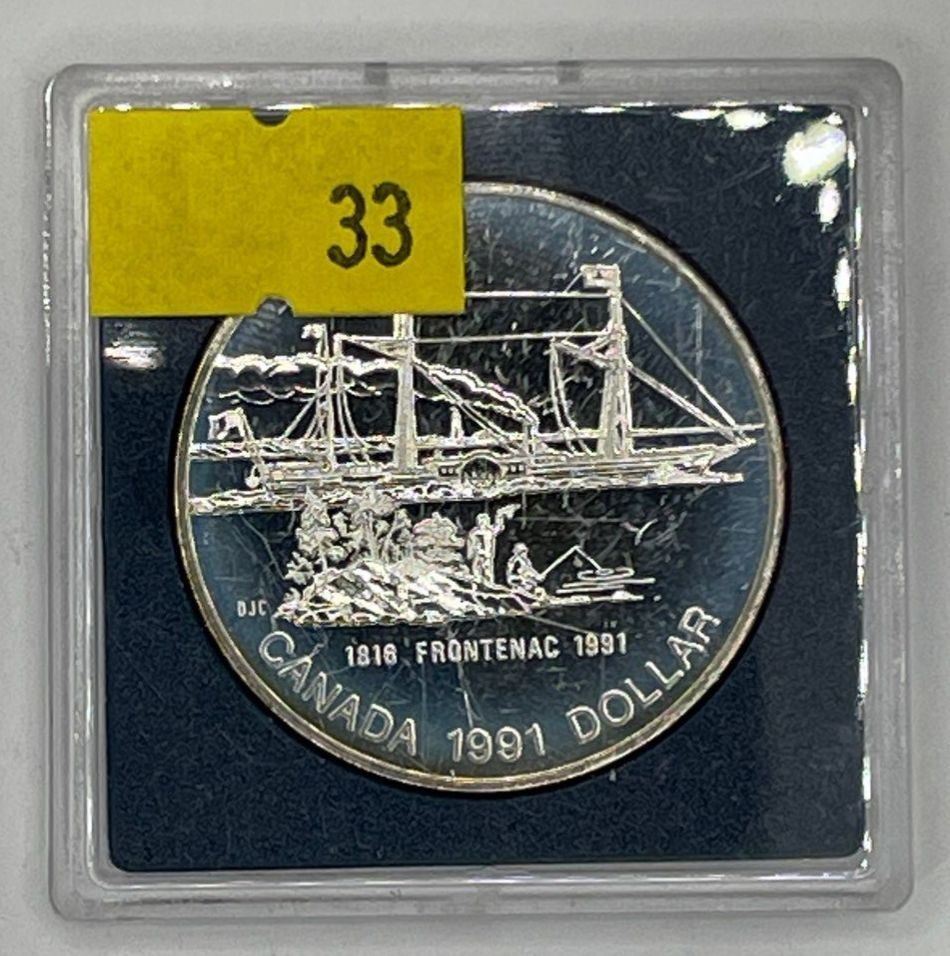 33
DJC
1816 FRONTENAC 1991
CANADA 1991 DOLLAR